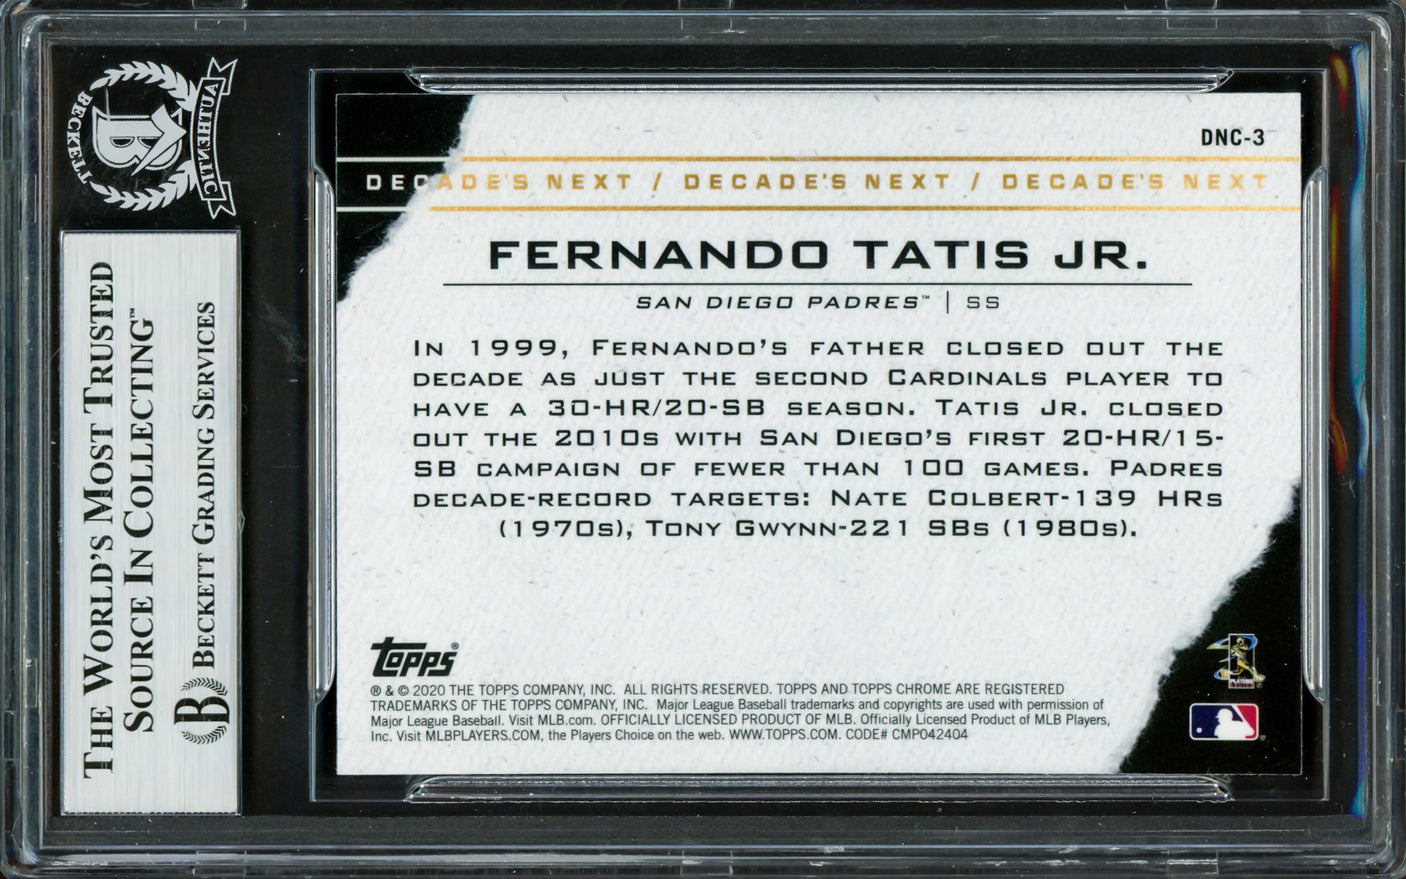 BECKETT
AUTHENTIC
B
THE WORLD'S MOST TRUSTED
SOURCE IN COLLECTING™
B BECKETT GRADING SERVICES
DNC-3
DECADE'S NEXT / DECADE'S NEXT / DECADE'S NEXT
FERNANDO TATIS JR.
SAN DIEGO PADRES™ | SS
IN 1999, FERNANDO'S FATHER CLOSED OUT THE
DECADE AS JUST THE SECOND CARDINALS PLAYER TO
HAVE A 30-HR/20-SB SEASON. TATIS JR. CLOSED
OUT THE 2010S WITH SAN DIEGO'S FIRST 20-HR/15-
SB CAMPAIGN OF FEWER THAN 100 GAMES. PADRES
DECADE-RECORD TARGETS: NATE COLBERT-139 HRS
(1970S), TONY GWYNN-221 SBS (1980S).
topps®
® & © 2020 THE TOPPS COMPANY, INC. ALL RIGHTS RESERVED. TOPPS AND TOPPS CHROME ARE REGISTERED
TRADEMARKS OF THE TOPPS COMPANY, INC. Major League Baseball trademarks and copyrights are used with permission of
Major League Baseball. Visit MLB.com. OFFICIALLY LICENSED PRODUCT OF MLB. Officially Licensed Product of MLB Players,
Inc. Visit MLBPLAYERS.COM, the Players Choice on the web. WWW.TOPPS.COM. CODE# CMP042404